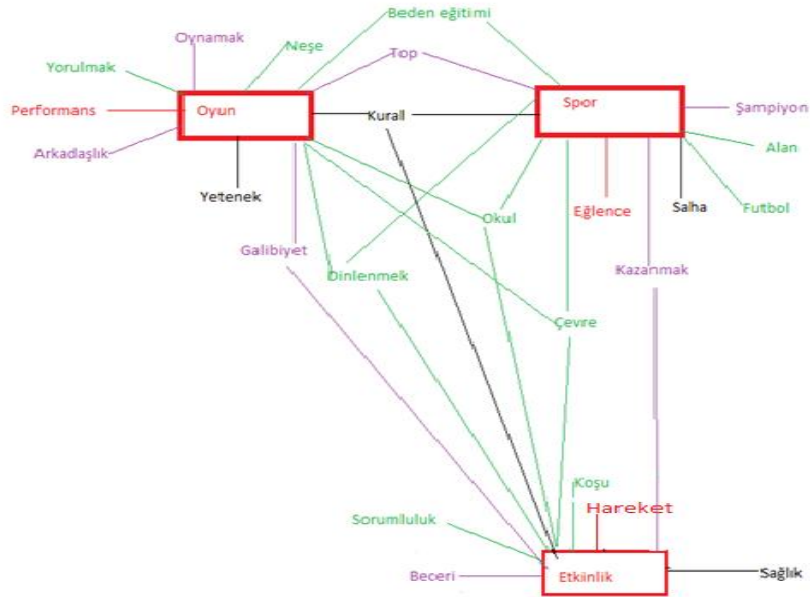 Beden eğitimi
Oynamak
Neşe
Top
Yorulmak
Performans
Oyun
Kurall
Spor
Şampiyon
Arkadaşlık
Alan
Yetenek
Okul
Eğlence
Salha
Futbol
Galibiyet
Dinlenmek
Kazanmak
Çevre
Koşu
Hareket
Sorumluluk
Beceri
Etkinlik
Sağlık